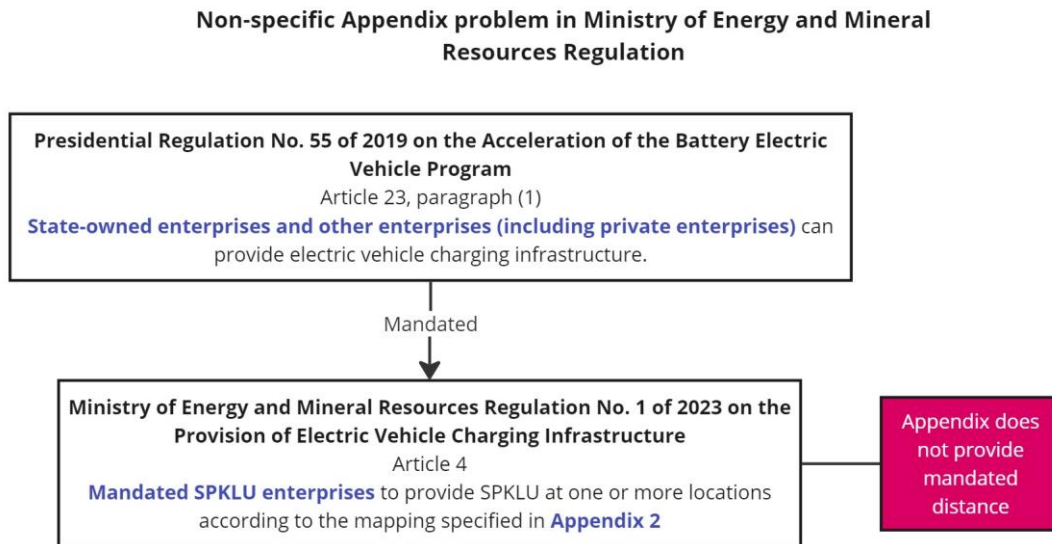 Non-specific Appendix problem in Ministry of Energy and Mineral
Resources Regulation
Presidential Regulation No. 55 of 2019 on the Acceleration of the Battery Electric
Vehicle Program
Article 23, paragraph (1)
State-owned enterprises and other enterprises (including private enterprises) can
provide electric vehicle charging infrastructure.
Mandated
Ministry of Energy and Mineral Resources Regulation No. 1 of 2023 on the
Provision of Electric Vehicle Charging Infrastructure
Article 4
Mandated SPKLU enterprises to provide SPKLU at one or more locations
according to the mapping specified in Appendix 2
Appendix does
not provide
mandated
distance